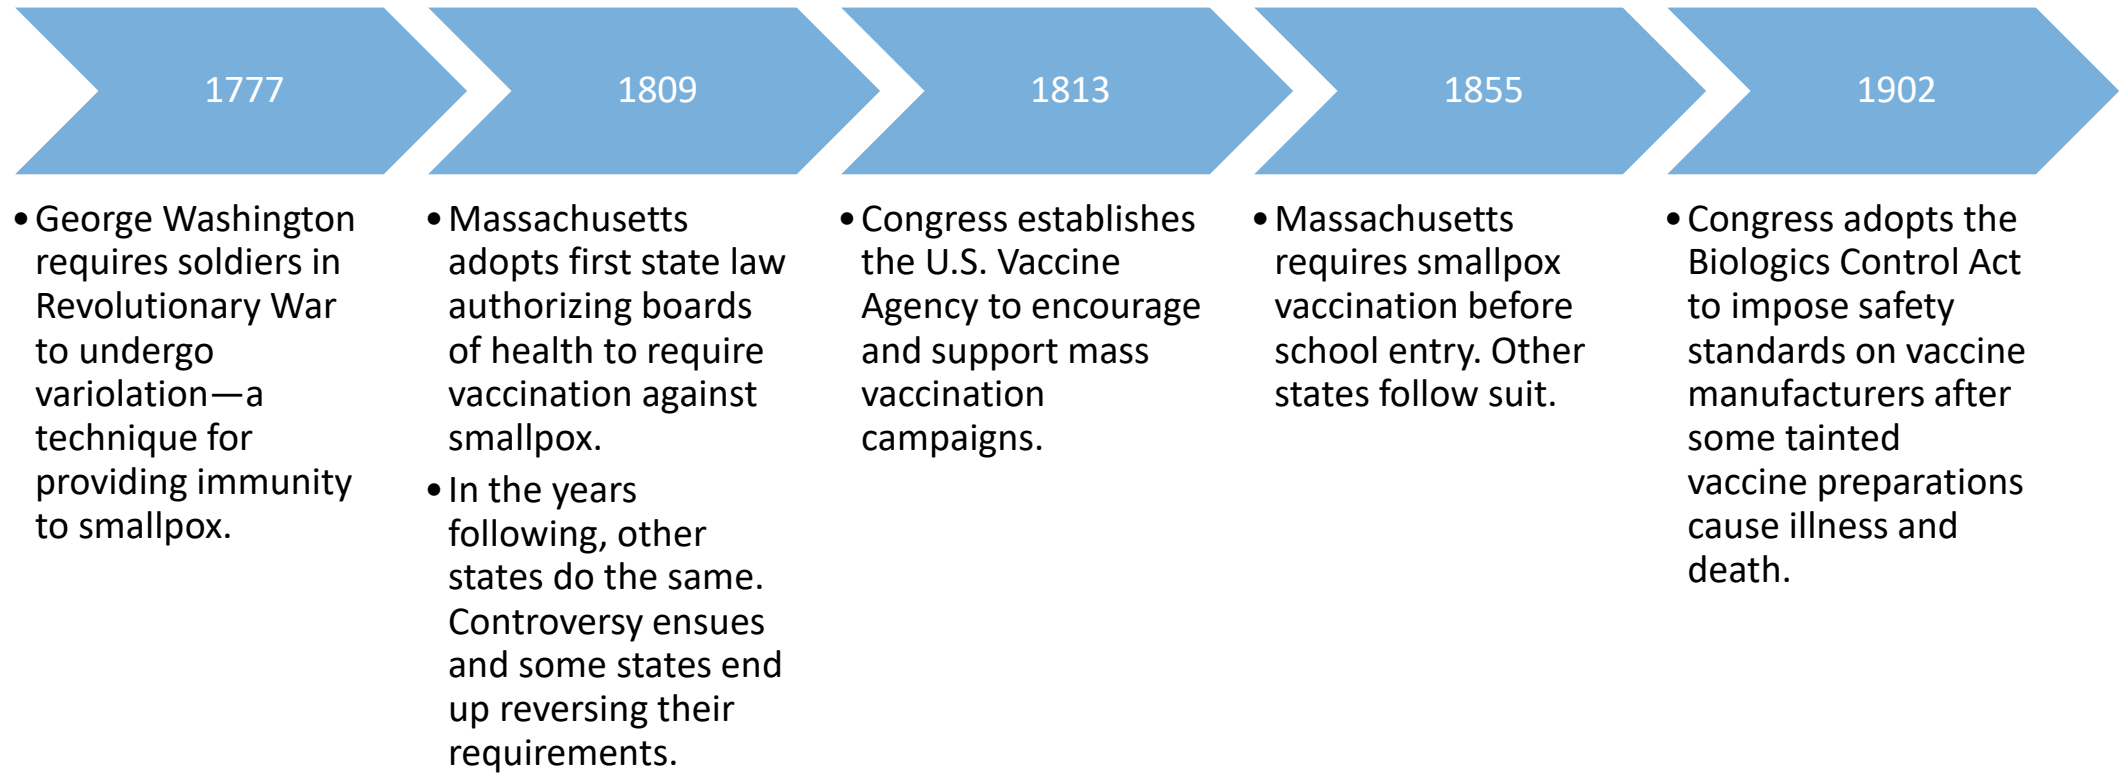 1777
• George Washington
requires soldiers in
Revolutionary War
to undergo
variolation—a
technique for
providing immunity
to smallpox.
1809
• Massachusetts
adopts first state law
authorizing boards
of health to require
vaccination against
smallpox.
• In the years
following, other
states do the same.
Controversy ensues
and some states end
up reversing their
requirements.
1813
• Congress establishes
the U.S. Vaccine
Agency to encourage
and support mass
vaccination
campaigns.
1855
• Massachusetts
requires smallpox
vaccination before
school entry. Other
states follow suit.
1902
• Congress adopts the
Biologics Control Act
to impose safety
standards on vaccine
manufacturers after
some tainted
vaccine preparations
cause illness and
death.